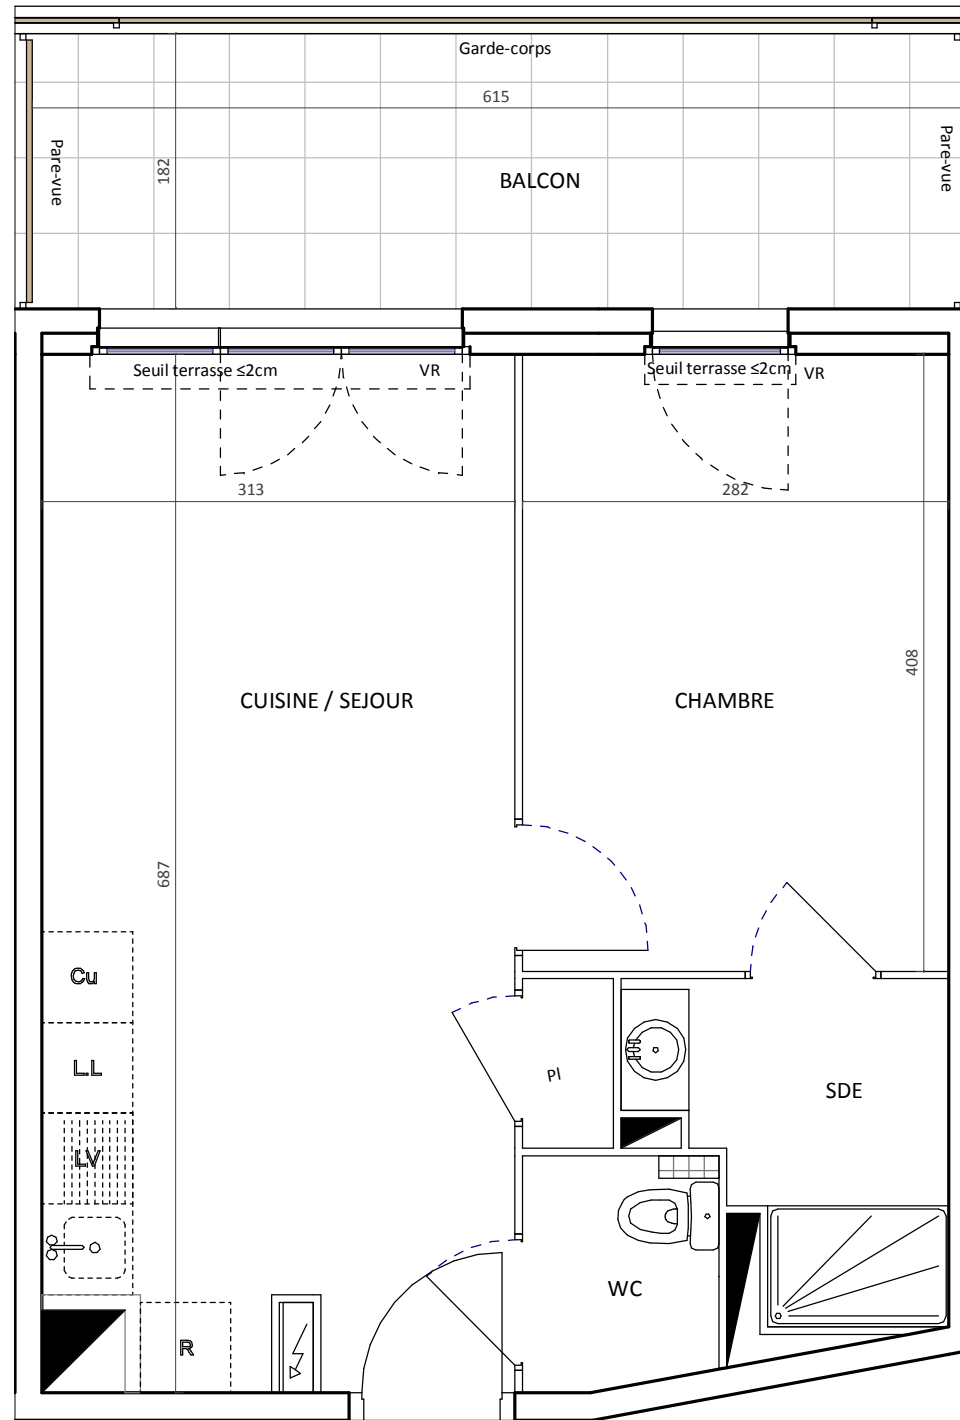 Garde-corps
615
Pare-vue
Pare-vue
182
BALCON
Seuil terrasse ≤2cm
VR
Seuil terrasse ≤2cm
VR
313
282
408
CUISINE / SEJOUR
CHAMBRE
687
Cu
L.L
Pl
SDE
LV
WC
R